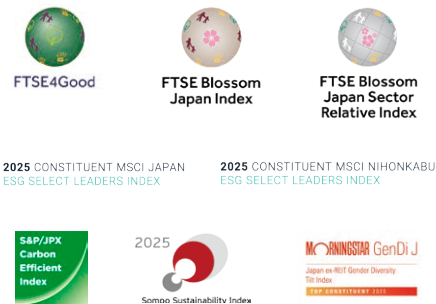 FTSE4Good
FTSE Blossom
Japan Index
FTSE Blossom
Japan Sector
Relative Index
2025 CONSTITUENT MSCI JAPAN
ESG SELECT LEADERS INDEX
2025 CONSTITUENT MSCI NIHONKABU
ESG SELECT LEADERS INDEX
S&P/JPX
Carbon
Efficient
Index
2025
Sompo Sustainability Index
MORNINGSTAR GenDi J
Japan ex-REIT Gender Diversity
Tilt Index
TOP CONSTITUENT 2025